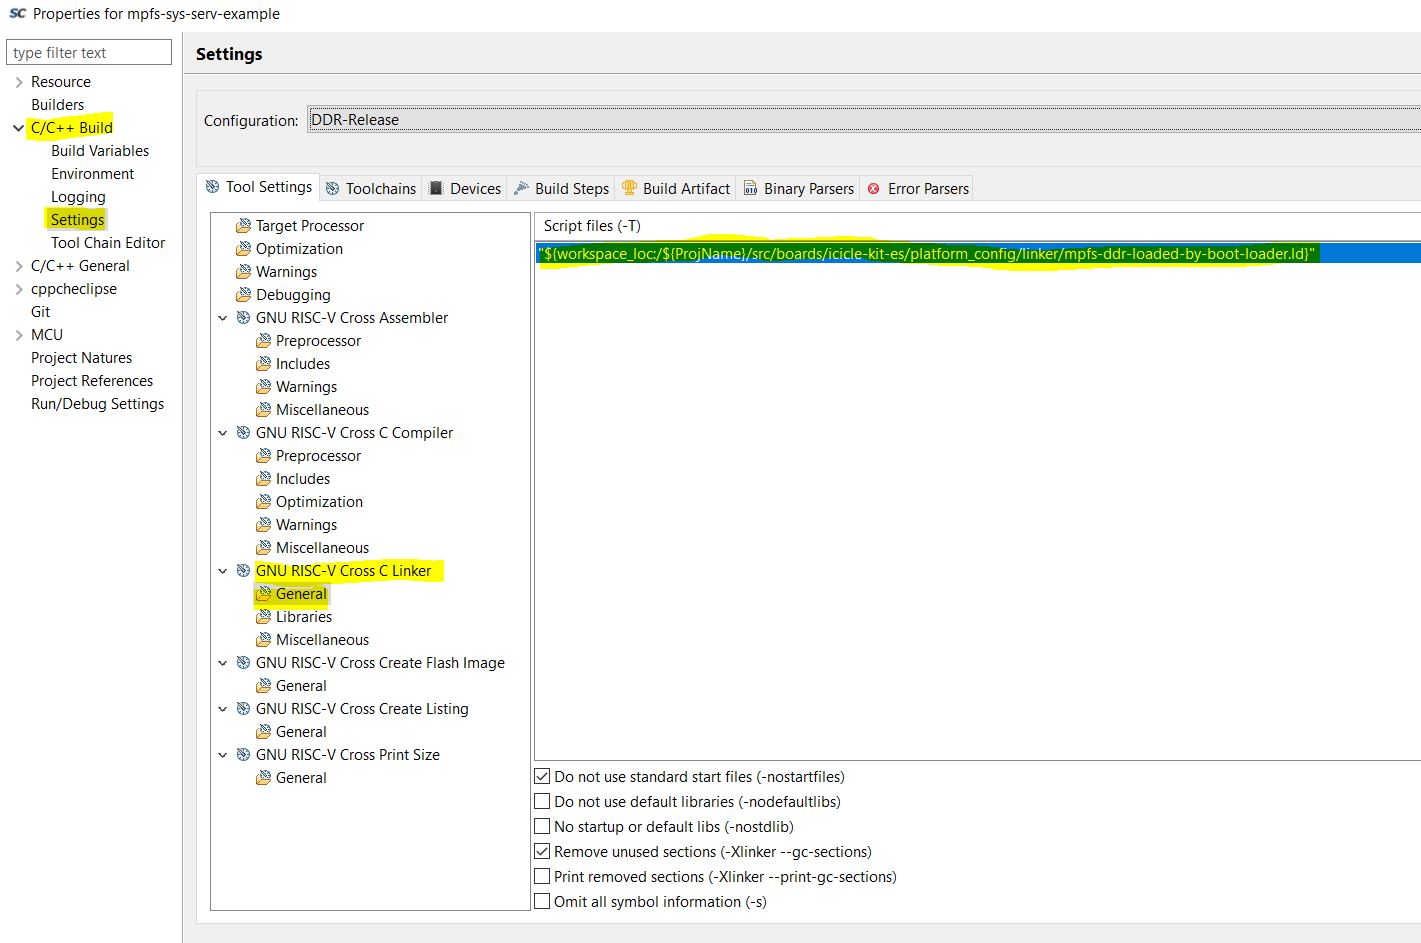 SC Properties for mpfs-sys-serv-example
type filter text
Resource
Builders
C/C++ Build
Build Variables
Environment
Logging
Settings
Tool Chain Editor
C/C++ General
cppcheclipse
Git
MCU
Project Natures
Project References
Run/Debug Settings
Settings
Configuration: DDR-Release
Tool Settings Toolchains Devices Build Steps Build Artifact 010 Binary Parsers Error Parsers
Target Processor
Optimization
Warnings
Debugging
GNU RISC-V Cross Assembler
Preprocessor
Includes
Warnings
Miscellaneous
GNU RISC-V Cross C Compiler
Preprocessor
Includes
Optimization
Warnings
Miscellaneous
GNU RISC-V Cross C Linker
General
Libraries
Miscellaneous
GNU RISC-V Cross Create Flash Image
General
GNU RISC-V Cross Create Listing
General
GNU RISC-V Cross Print Size
General
Script files (-T)
"${workspace_loc:/${ProjName}/src/boards/icicle-kit-es/platform_config/linker/mpfs-ddr-loaded-by-boot-loader.ld}"
Do not use standard start files (-nostartfiles)
Do not use default libraries (-nodefaultlibs)
No startup or default libs (-nostdlib)
Remove unused sections (-Xlinker --gc-sections)
Print removed sections (-Xlinker --print-gc-sections)
Omit all symbol information (-s)